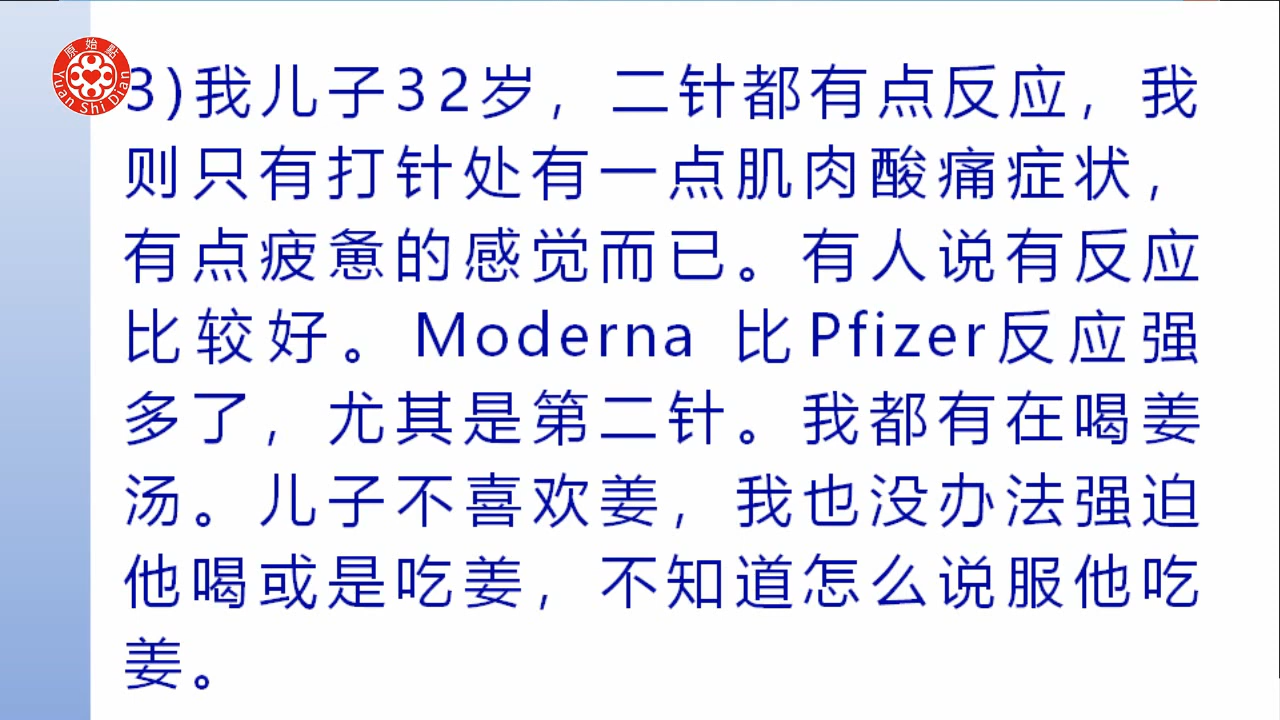 原始點
Yuan Shi Dian
3)我儿子32岁，二针都有点反应，我
则只有打针处有一点肌肉酸痛症状，
有点疲惫的感觉而已。有人说有反应
比较好。Moderna 比Pfizer反应强
多了，尤其是第二针。我都有在喝姜
汤。儿子不喜欢姜，我也没办法强迫
他喝或是吃姜，不知道怎么说服他吃
姜。